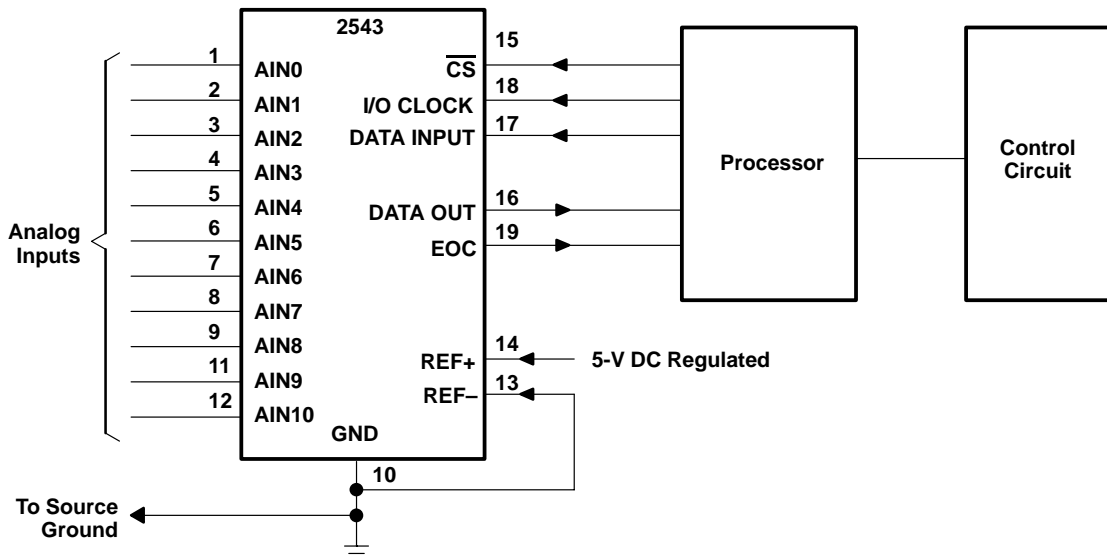 2543
Analog
Inputs
1 AIN0
2 AIN1
3 AIN2
4 AIN3
5 AIN4
6 AIN5
7 AIN6
8 AIN7
9 AIN8
11 AIN9
12 AIN10
CS 15
I/O CLOCK 18
DATA INPUT 17
DATA OUT 16
EOC 19
REF+ 14
5-V DC Regulated
REF– 13
GND
10
To Source
Ground
Processor
Control
Circuit